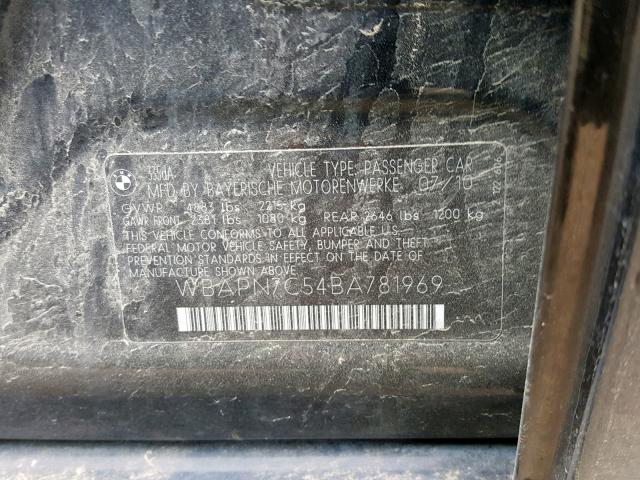 335dA VEHICLE TYPE: PASSENGER CAR
MFD BY BAYERISCHE MOTORENWERKE 07/10
GVWR 4883 lbs 2215 kg
GAWR FRONT 2381 lbs 1080 kg REAR 2646 lbs 1200 kg
THIS VEHICLE CONFORMS TO ALL APPLICABLE U.S.
FEDERAL MOTOR VEHICLE SAFETY, BUMPER AND THEFT
PREVENTION STANDARDS IN EFFECT ON THE DATE OF
MANUFACTURE SHOWN ABOVE.
WBAPN7C54BA781969